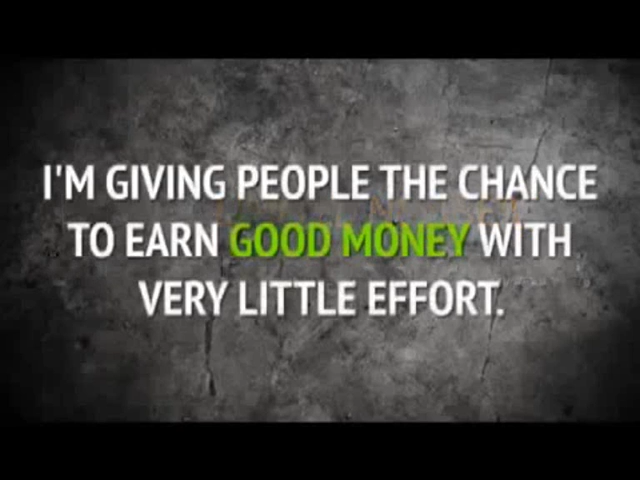 I'M GIVING PEOPLE THE CHANCE
TO EARN GOOD MONEY WITH
VERY LITTLE EFFORT.